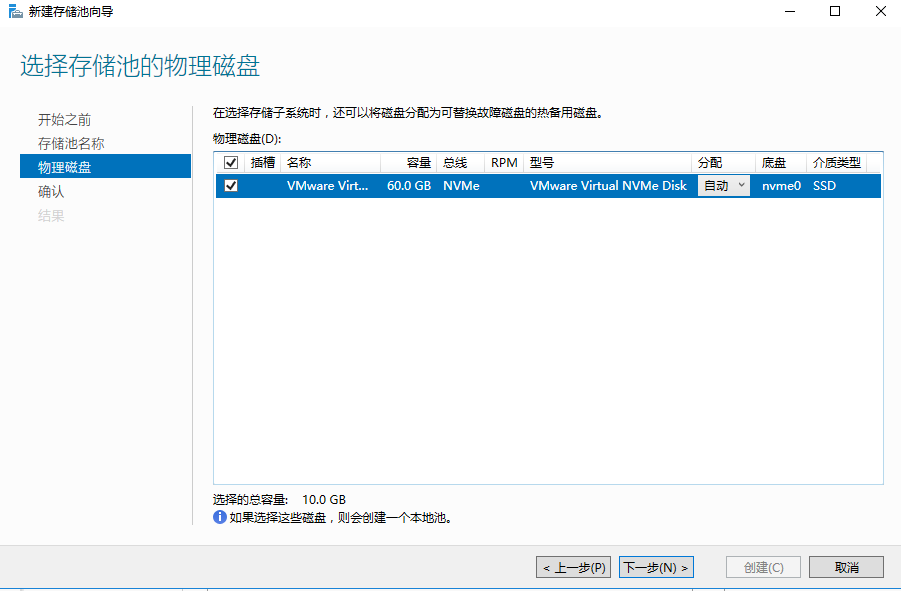 新建存储池向导
选择存储池的物理磁盘
开始之前
存储池名称
物理磁盘
确认
结果
在选择存储子系统时，还可以将磁盘分配为可替换故障磁盘的热备用磁盘。
物理磁盘(D):
插槽 名称 容量 总线 RPM 型号 分配 底盘 介质类型
VMware Virt... 60.0 GB NVMe VMware Virtual NVMe Disk 自动 nvme0 SSD
选择的总容量: 10.0 GB
如果选择这些磁盘，则会创建一个本地池。
< 上一步(P) 下一步(N) > 创建(C) 取消